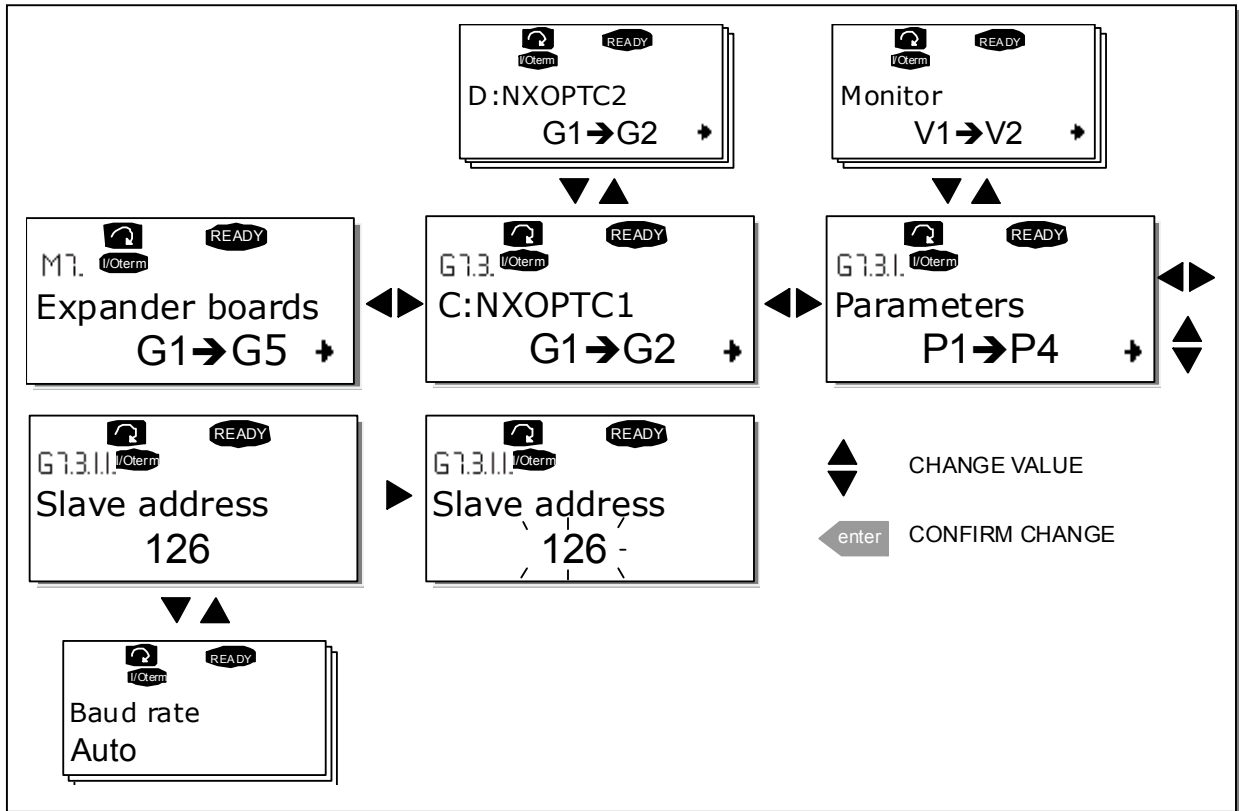 READY
I/Oterm
D:NXOPTC2
G1➔G2
READY
I/Oterm
Monitor
V1➔V2
READY
M7. I/Oterm
Expander boards
G1➔G5
READY
G7.3. I/Oterm
C:NXOPTC1
G1➔G2
READY
G7.3.1. I/Oterm
Parameters
P1➔P4
READY
G7.3.1.1. I/Oterm
Slave address
126
READY
G7.3.1.1. I/Oterm
Slave address
126
CHANGE VALUE
enter CONFIRM CHANGE
READY
I/Oterm
Baud rate
Auto